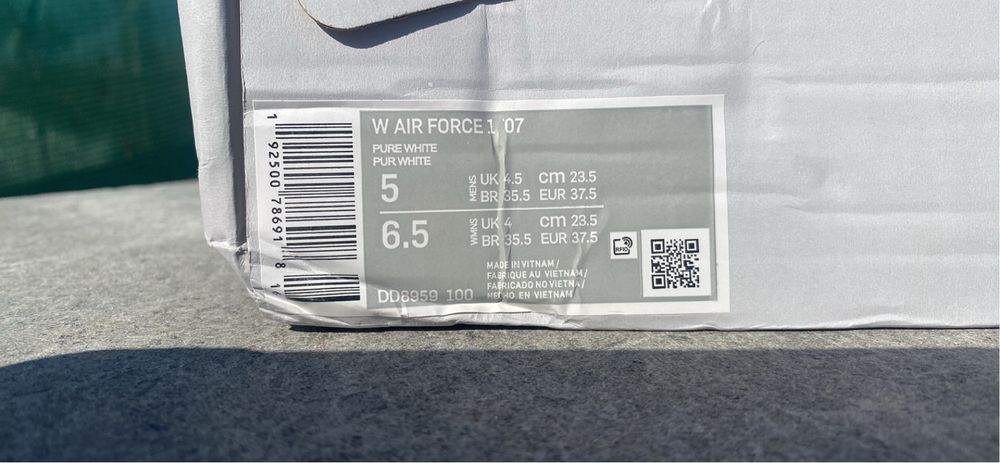 W AIR FORCE 1 '07
PURE WHITE
PUR WHITE
5 MENS UK 4.5 cm 23.5
BR 35.5 EUR 37.5
6.5 WMNS UK 4 cm 23.5
BR 35.5 EUR 37.5
RFID
MADE IN VITNAM /
FABRIQUE AU VIETNAM /
FABRICADO NO VIETNA /
HECHO EN VIETNAM
DD8959 100
1 92500 78691 8